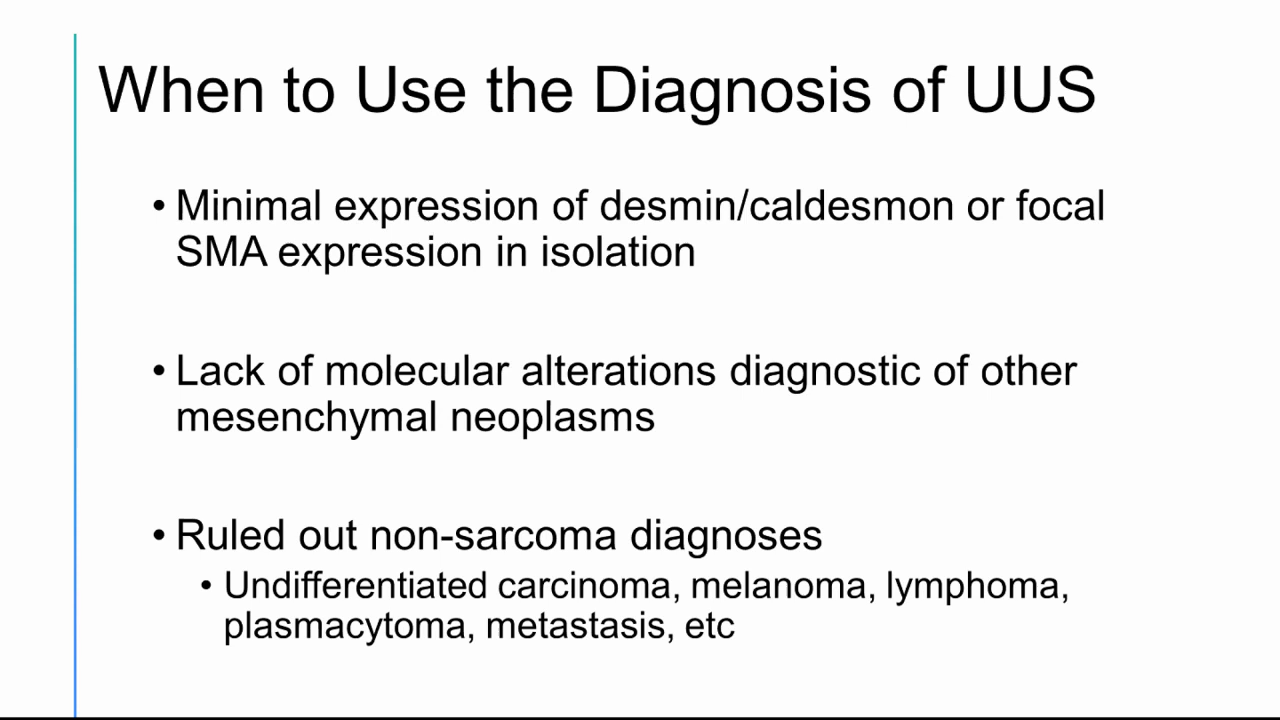 When to Use the Diagnosis of UUS
• Minimal expression of desmin/caldesmon or focal
SMA expression in isolation
• Lack of molecular alterations diagnostic of other
mesenchymal neoplasms
• Ruled out non-sarcoma diagnoses
• Undifferentiated carcinoma, melanoma, lymphoma,
plasmacytoma, metastasis, etc